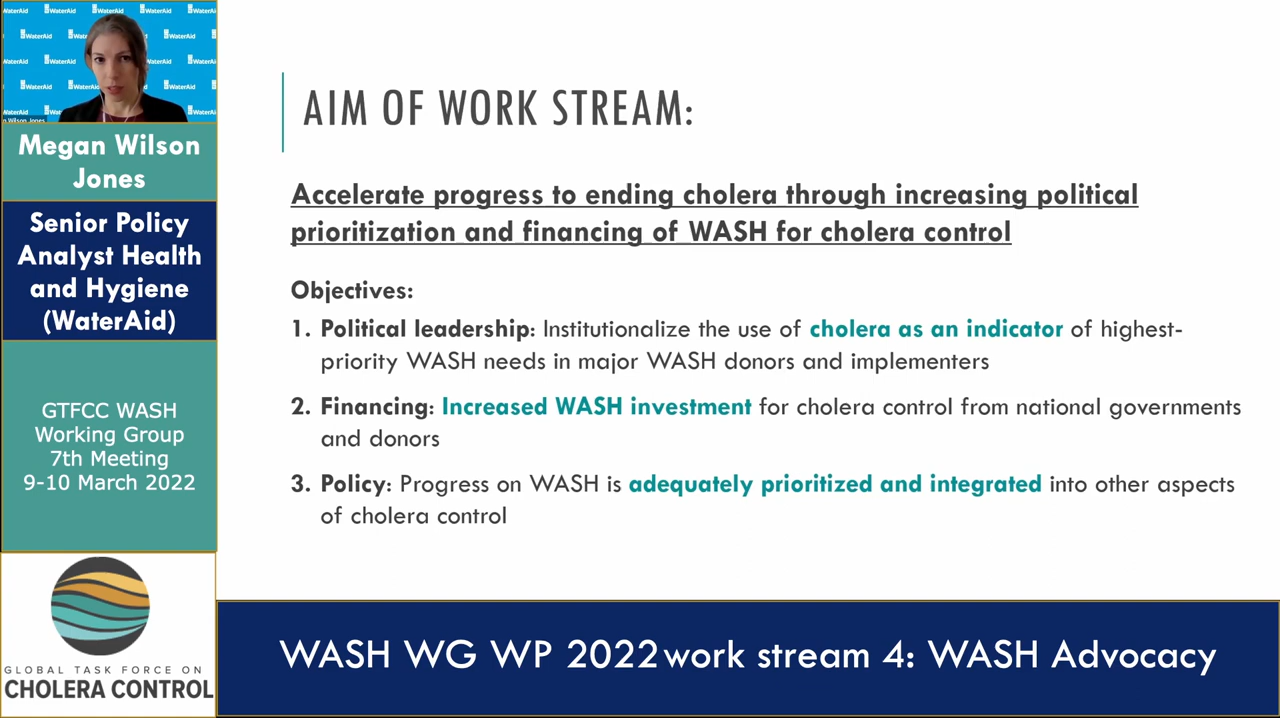 WaterAid
n Wilson Jones
Megan Wilson
Jones
Senior Policy
Analyst Health
and Hygiene
(WaterAid)
GTFCC WASH
Working Group
7th Meeting
9-10 March 2022
GLOBAL TASK FORCE ON
CHOLERA CONTROL
AIM OF WORK STREAM:
Accelerate progress to ending cholera through increasing political
prioritization and financing of WASH for cholera control
Objectives:
1. Political leadership: Institutionalize the use of cholera as an indicator of highest-
priority WASH needs in major WASH donors and implementers
2. Financing: Increased WASH investment for cholera control from national governments
and donors
3. Policy: Progress on WASH is adequately prioritized and integrated into other aspects
of cholera control
WASH WG WP 2022 work stream 4: WASH Advocacy